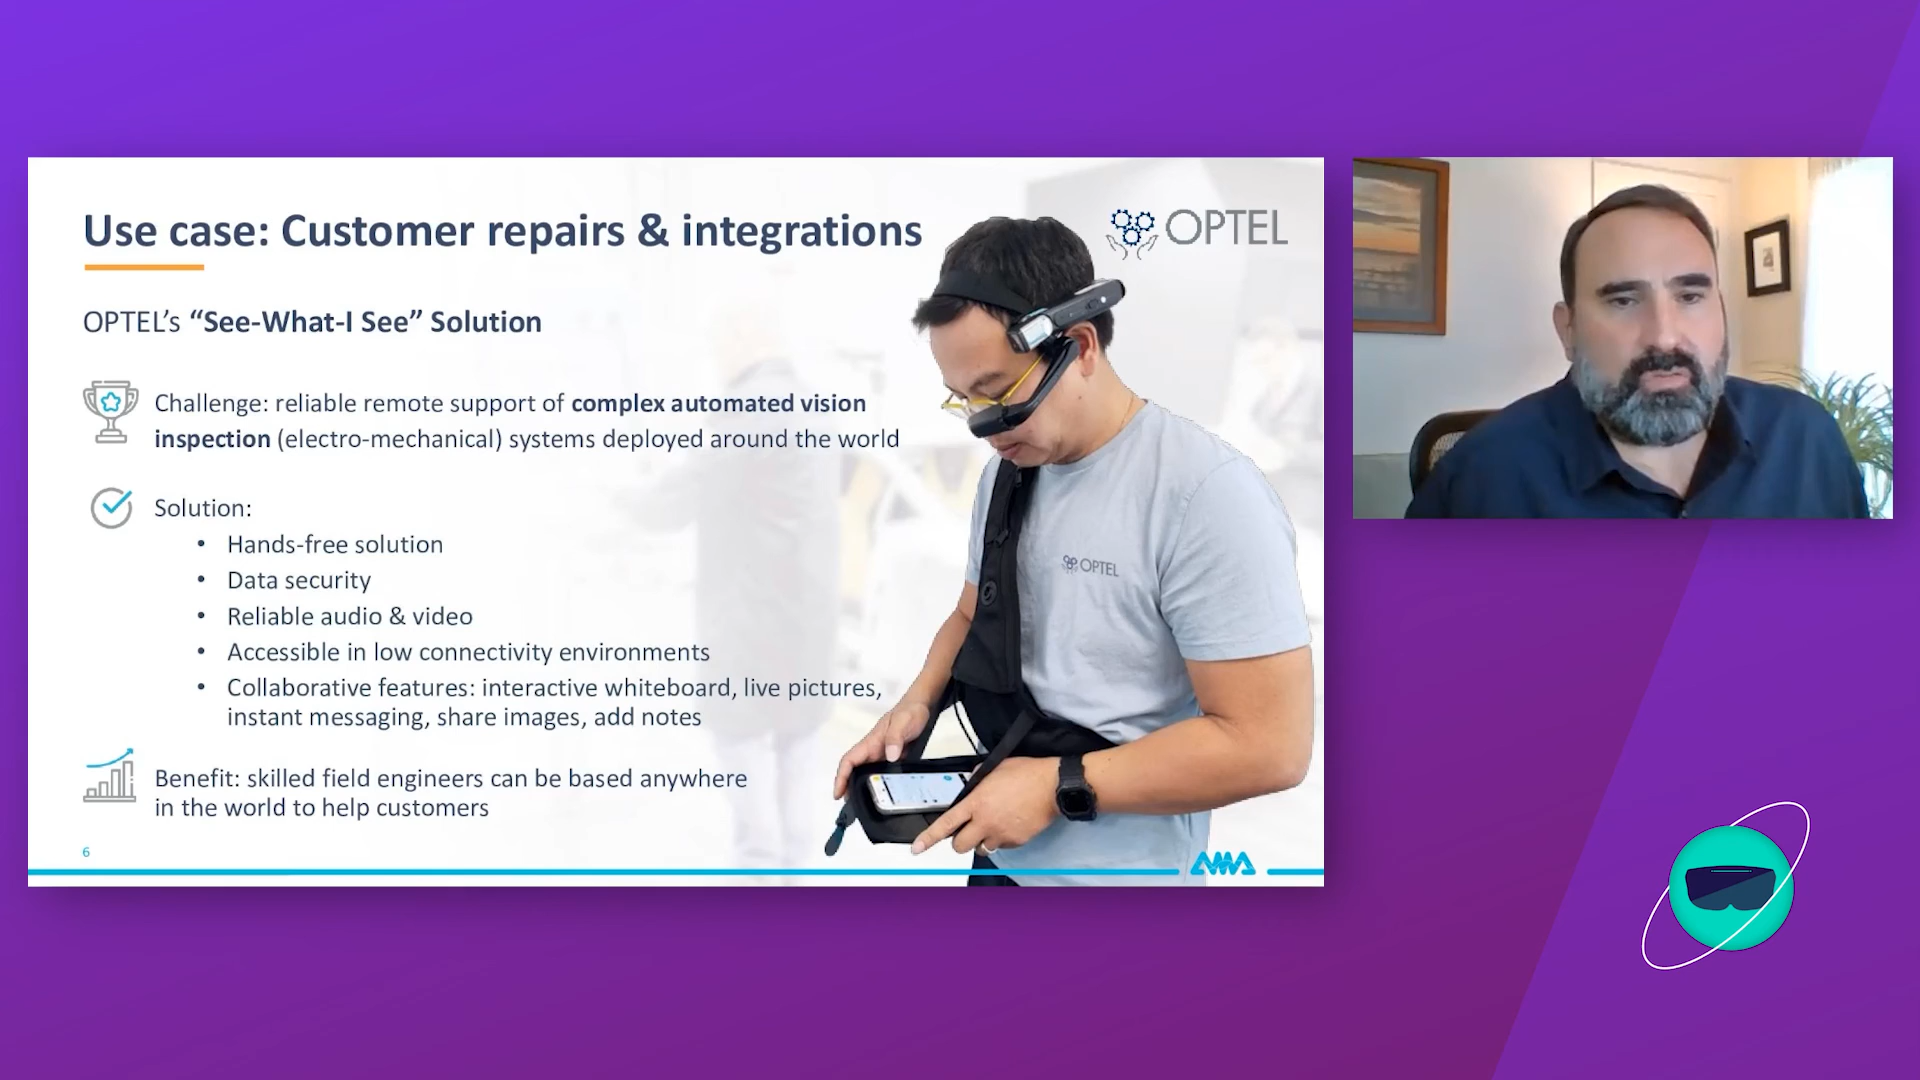 Use case: Customer repairs & integrations
OPTEL
OPTEL's “See-What-I See” Solution
Challenge: reliable remote support of complex automated vision
inspection (electro-mechanical) systems deployed around the world
Solution:
• Hands-free solution
• Data security
• Reliable audio & video
• Accessible in low connectivity environments
• Collaborative features: interactive whiteboard, live pictures,
instant messaging, share images, add notes
Benefit: skilled field engineers can be based anywhere
in the world to help customers
OPTEL
6
AMA